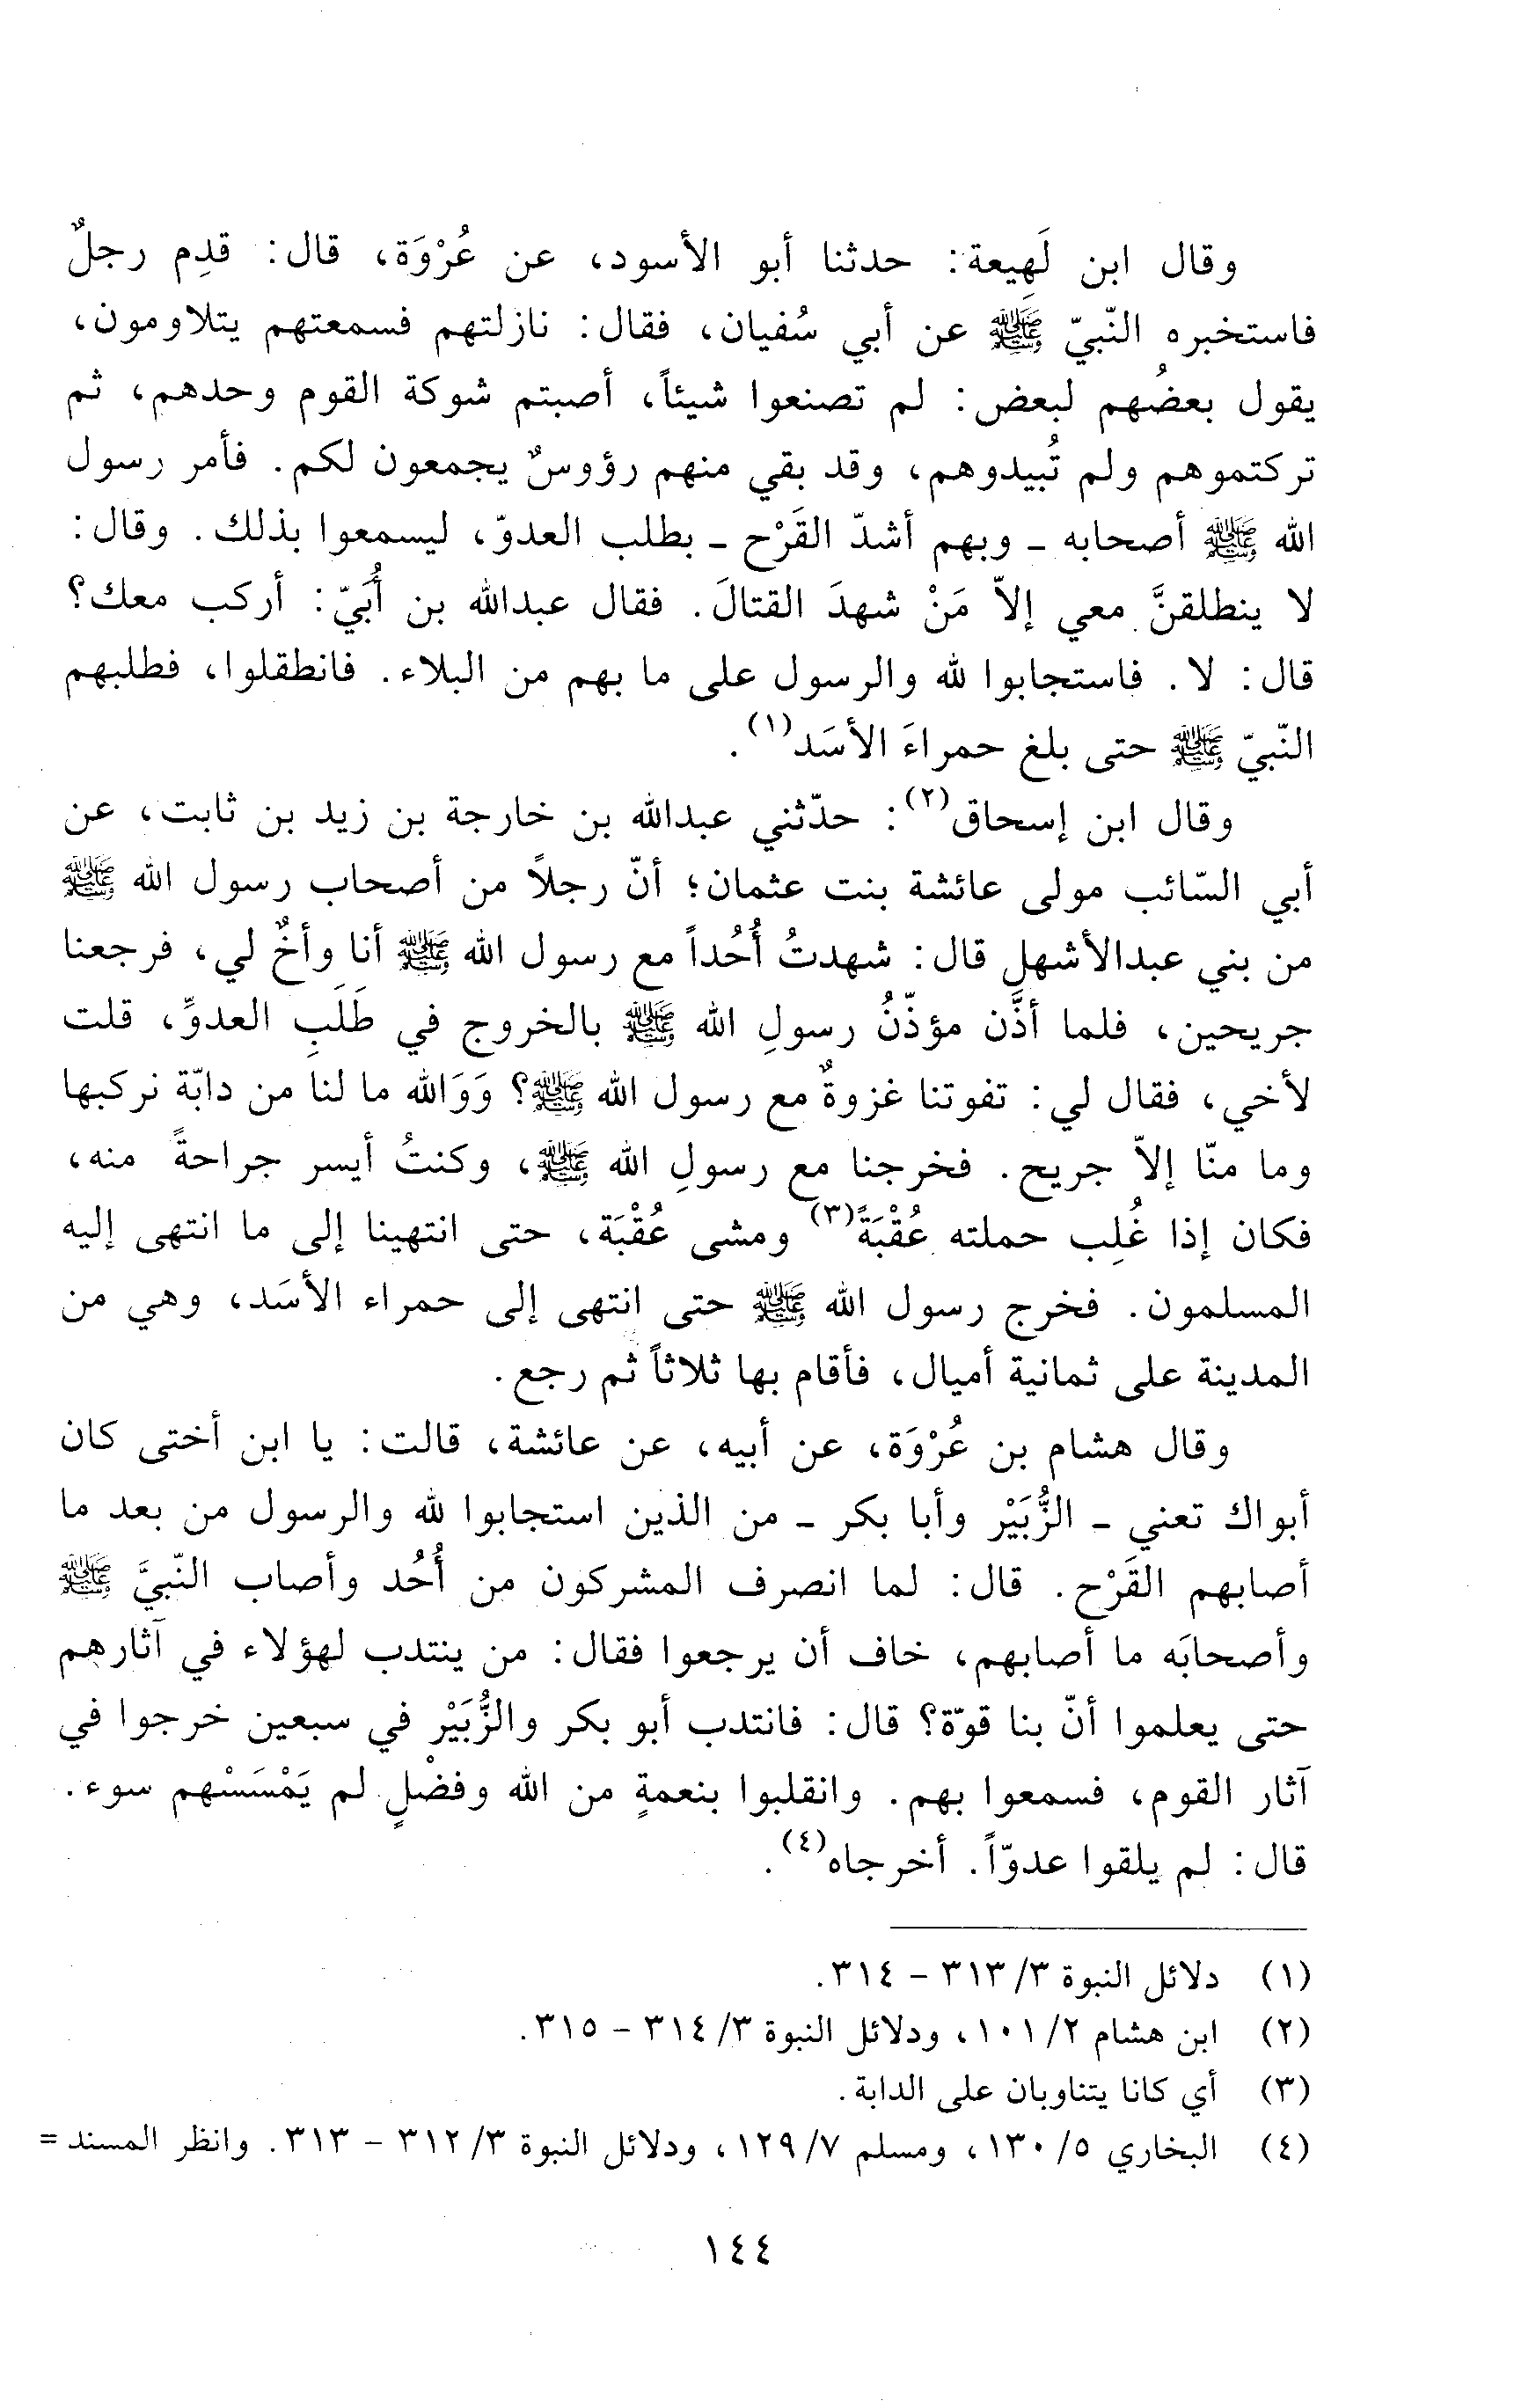 وقال ابن لَهِيعة: حدثنا أبو الأسود، عن عُرْوَة، قال: قدِم رجلٌ
فاستخبره النّبيّ ﷺ عن أبي سُفيان، فقال: نازلتهم فسمعتهم يتلاومون،
يقول بعضُهم لبعض: لم تصنعوا شيئاً، أصبتم شوكة القوم وحدهم، ثم
تركتموهم ولم تُبيدوهم، وقد بقي منهم رؤوسٌ يجمعون لكم. فأمر رسول
الله ﷺ أصحابه ـ وبهم أشدّ القَرْح ـ بطلب العدوّ، ليسمعوا بذلك. وقال:
لا ينطلقنَّ معي إلاّ مَنْ شهدَ القتالَ. فقال عبدالله بن أُبَيّ: أركب معك؟
قال: لا. فاستجابوا لله والرسول على ما بهم من البلاء. فانطقلوا، فطلبهم
النّبيّ ﷺ حتى بلغ حمراءَ الأسَد(١).
وقال ابن إسحاق(٢): حدّثني عبدالله بن خارجة بن زيد بن ثابت، عن
أبي السّائب مولى عائشة بنت عثمان؛ أنّ رجلاً من أصحاب رسول الله ﷺ
من بني عبدالأشهلِ قال: شهدتُ أُحُداً مع رسول الله ﷺ أنا وأخٌ لي، فرجعنا
جريحين، فلما أذَّن مؤذّنُ رسولِ الله ﷺ بالخروج في طَلَبِ العدوِّ، قلت
لأخي، فقال لي: تفوتنا غزوةٌ مع رسول الله ﷺ؟ وَوَالله ما لنا من دابّة نركبها
وما منّا إلاّ جريح. فخرجنا مع رسولِ الله ﷺ، وكنتُ أيسر جراحةً منه،
فكان إذا غُلِب حملته عُقْبَةً(٣) ومشى عُقْبَة، حتى انتهينا إلى ما انتهى إليه
المسلمون. فخرج رسول الله ﷺ حتى انتهى إلى حمراء الأسَد، وهي من
المدينة على ثمانية أميال، فأقام بها ثلاثاً ثم رجع.
وقال هشام بن عُرْوَة، عن أبيه، عن عائشة، قالت: يا ابن أختى كان
أبواك تعني ـ الزُّبَيْر وأبا بكر ـ من الذين استجابوا لله والرسول من بعد ما
أصابهم القَرْح. قال: لما انصرف المشركون من أُحُد وأصاب النّبيَّ ﷺ
وأصحابَه ما أصابهم، خاف أن يرجعوا فقال: من ينتدب لهؤلاء في آثارهم
حتى يعلموا أنّ بنا قوّة؟ قال: فانتدب أبو بكر والزُّبَيْر في سبعين خرجوا في
آثار القوم، فسمعوا بهم. وانقلبوا بنعمةٍ من الله وفضْلٍ لم يَمْسَسْهم سوء.
قال: لم يلقوا عدوّاً. أخرجاه(٤).
(١) دلائل النبوة ٣/ ٣١٣ - ٣١٤.
(٢) ابن هشام ٢/ ١٠١، ودلائل النبوة ٣/ ٣١٤ - ٣١٥.
(٣) أي كانا يتناوبان على الدابة.
(٤) البخاري ٥/ ١٣٠، ومسلم ٧/ ١٢٩، ودلائل النبوة ٣/ ٣١٢ - ٣١٣. وانظر المسند =
١٤٤